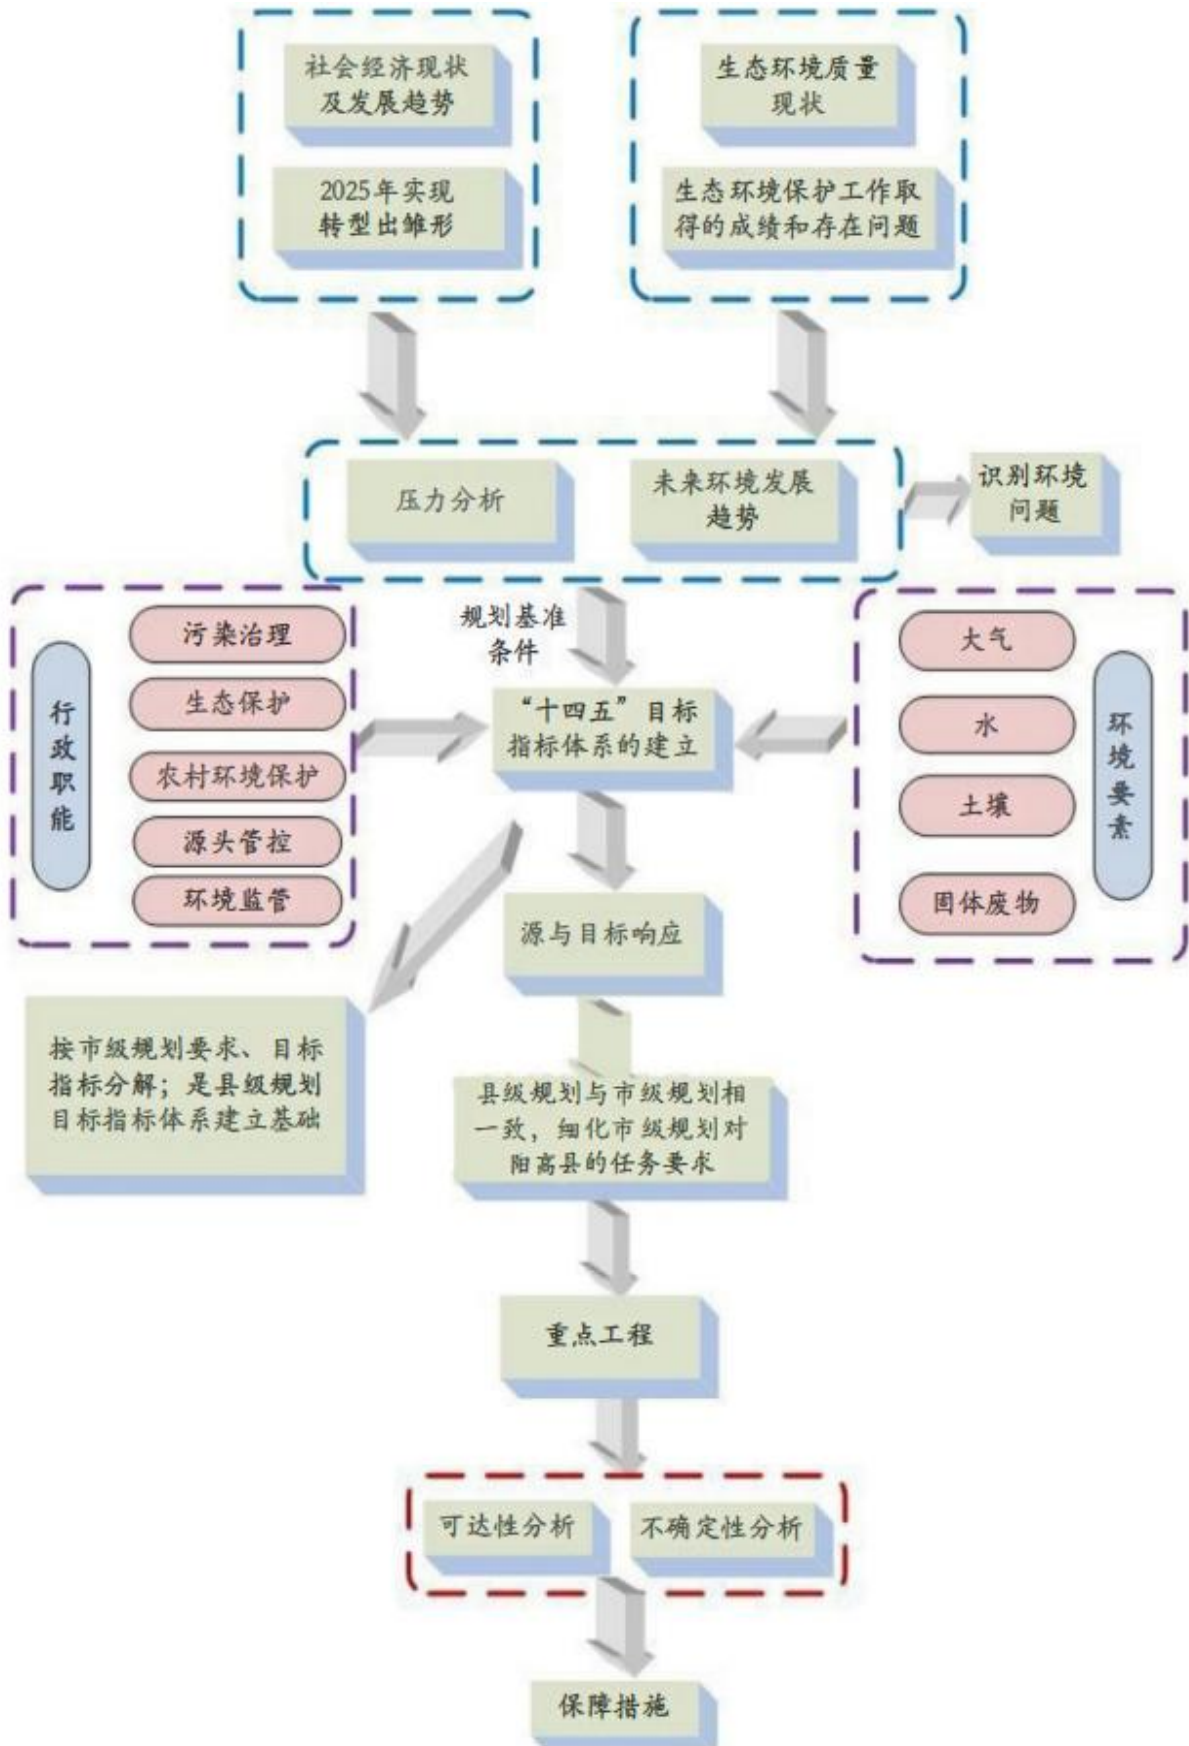 社会经济现状
及发展趋势
2025年实现
转型出雏形
生态环境质量
现状
生态环境保护工作取
得的成绩和存在问题
压力分析
未来环境发展
趋势
识别环境
问题
规划基准
条件
行政职能
污染治理
生态保护
农村环境保护
源头管控
环境监管
“十四五”目标
指标体系的建立
大气
水
土壤
固体废物
环境要素
源与目标响应
按市级规划要求、目标
指标分解；是县级规划
目标指标体系建立基础
县级规划与市级规划相
一致，细化市级规划对
阳高县的任务要求
重点工程
可达性分析
不确定性分析
保障措施